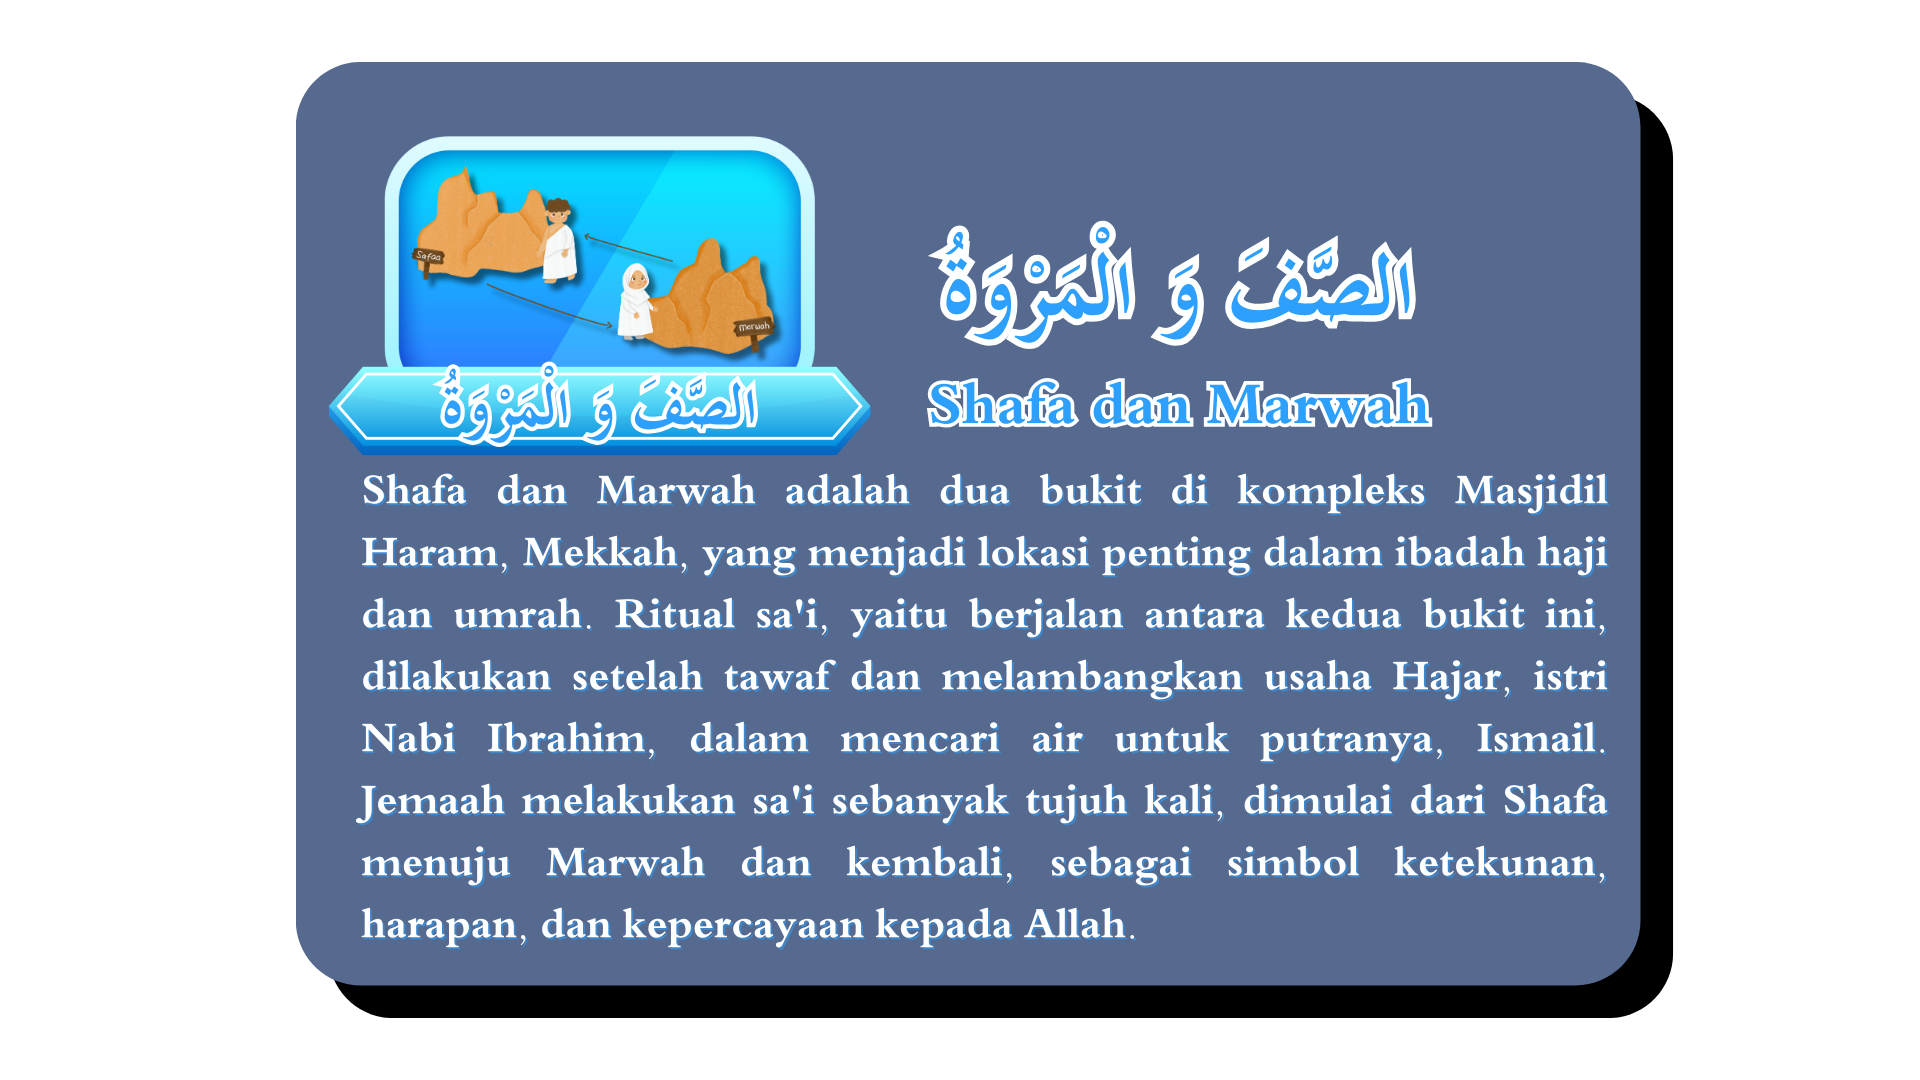 Safaa
Marwah
الصَّفَ وَ الْمَرْوَةُ
الصَّفَ وَ الْمَرْوَةُ
Shafa dan Marwah
Shafa dan Marwah adalah dua bukit di kompleks Masjidil
Haram, Mekkah, yang menjadi lokasi penting dalam ibadah haji
dan umrah. Ritual sa'i, yaitu berjalan antara kedua bukit ini,
dilakukan setelah tawaf dan melambangkan usaha Hajar, istri
Nabi Ibrahim, dalam mencari air untuk putranya, Ismail.
Jemaah melakukan sa'i sebanyak tujuh kali, dimulai dari Shafa
menuju Marwah dan kembali, sebagai simbol ketekunan,
harapan, dan kepercayaan kepada Allah.